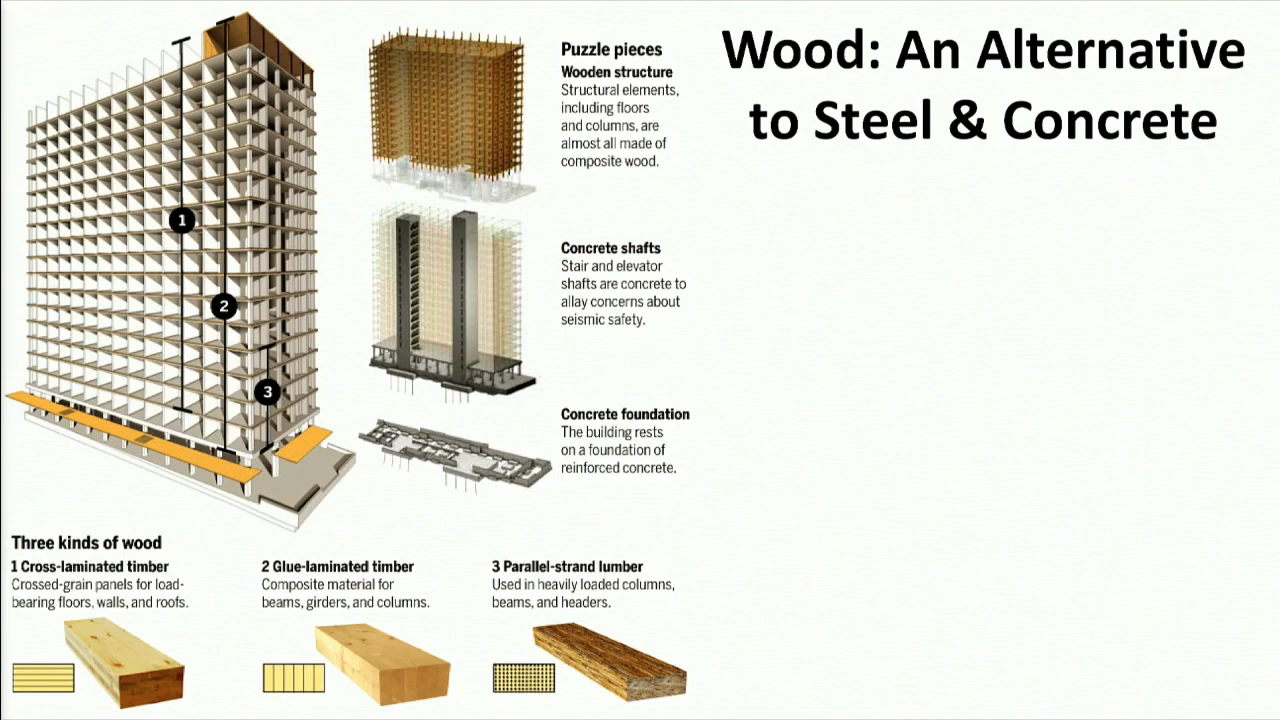 Wood: An Alternative
to Steel & Concrete
Puzzle pieces
Wooden structure
Structural elements,
including floors
and columns, are
almost all made of
composite wood.
1
2
3
Concrete shafts
Stair and elevator
shafts are concrete to
allay concerns about
seismic safety.
Concrete foundation
The building rests
on a foundation of
reinforced concrete.
Three kinds of wood
1 Cross-laminated timber
Crossed-grain panels for load-
bearing floors, walls, and roofs.
2 Glue-laminated timber
Composite material for
beams, girders, and columns.
3 Parallel-strand lumber
Used in heavily loaded columns,
beams, and headers.